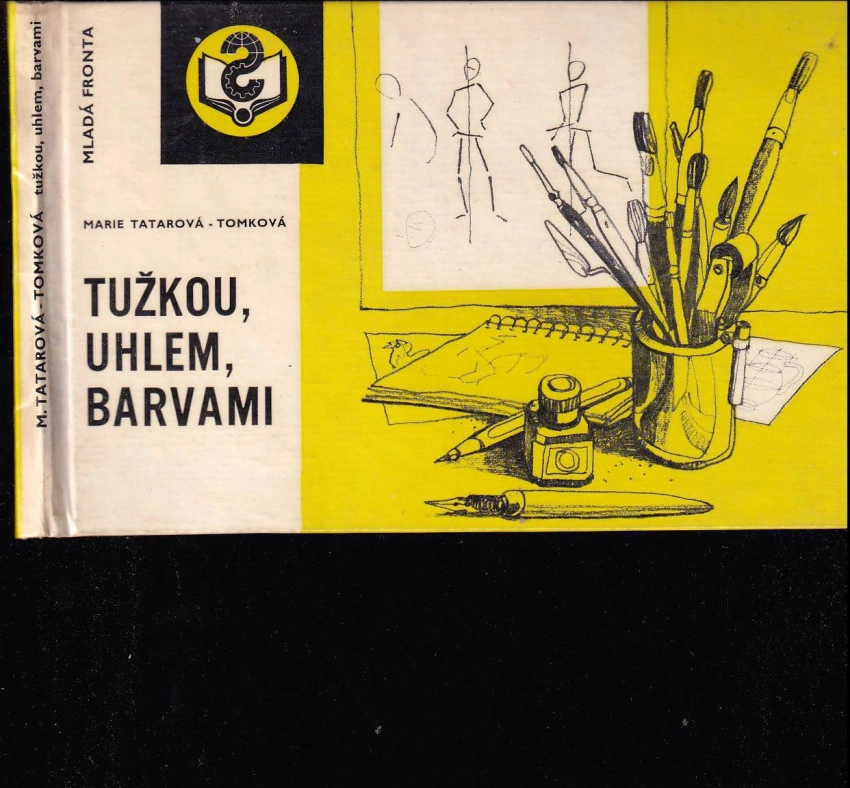 M. TATAROVÁ - TOMKOVÁ tužkou, uhlem, barvami
MLADÁ FRONTA
MARIE TATAROVÁ - TOMKOVÁ
TUŽKOU,
UHLEM,
BARVAMI